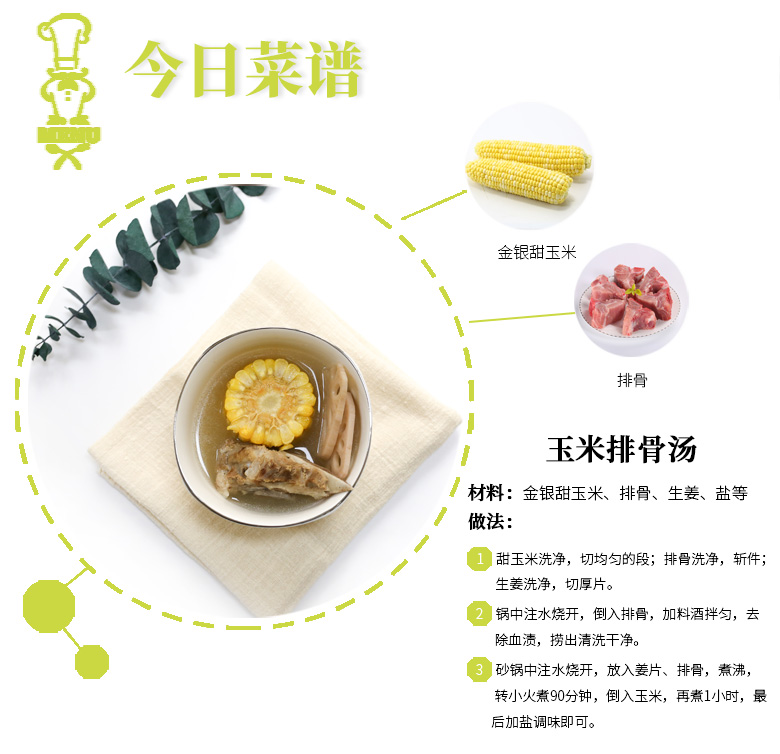 今日菜谱
MENU
金银甜玉米
排骨
玉米排骨汤
材料：金银甜玉米、排骨、生姜、盐等
做法：
1 甜玉米洗净，切均匀的段；排骨洗净，斩件；
生姜洗净，切厚片。
2 锅中注水烧开，倒入排骨，加料酒拌匀，去
除血渍，捞出清洗干净。
3 砂锅中注水烧开，放入姜片、排骨，煮沸，
转小火煮90分钟，倒入玉米，再煮1小时，最
后加盐调味即可。